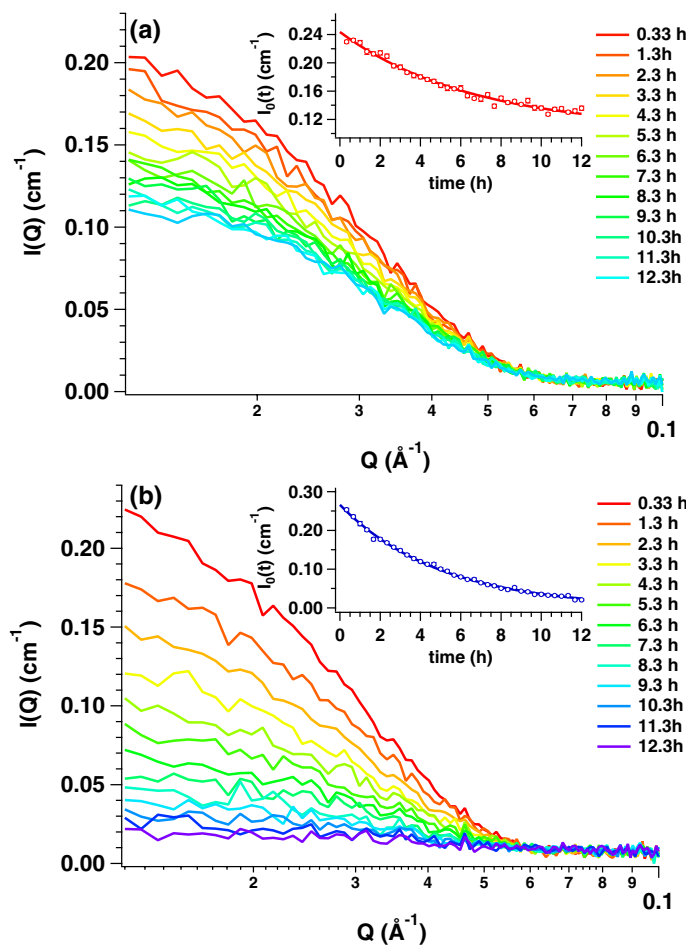 (a)
I(Q) (cm⁻¹)
0.20
0.15
0.10
0.05
0.00
2
3
4
5
6
7
8
9
0.1
Q (Å⁻¹)
I₀(t) (cm⁻¹)
0.24
0.20
0.16
0.12
0
2
4
6
8
10
12
time (h)
0.33 h
1.3h
2.3 h
3.3 h
4.3 h
5.3 h
6.3 h
7.3 h
8.3 h
9.3 h
10.3h
11.3h
12.3h
(b)
I(Q) (cm⁻¹)
0.20
0.15
0.10
0.05
0.00
2
3
4
5
6
7
8
9
0.1
Q (Å⁻¹)
I₀(t) (cm⁻¹)
0.30
0.20
0.10
0.00
0
2
4
6
8
10
12
time (h)
0.33 h
1.3 h
2.3 h
3.3 h
4.3 h
5.3 h
6.3 h
7.3 h
8.3 h
9.3 h
10.3h
11.3h
12.3h